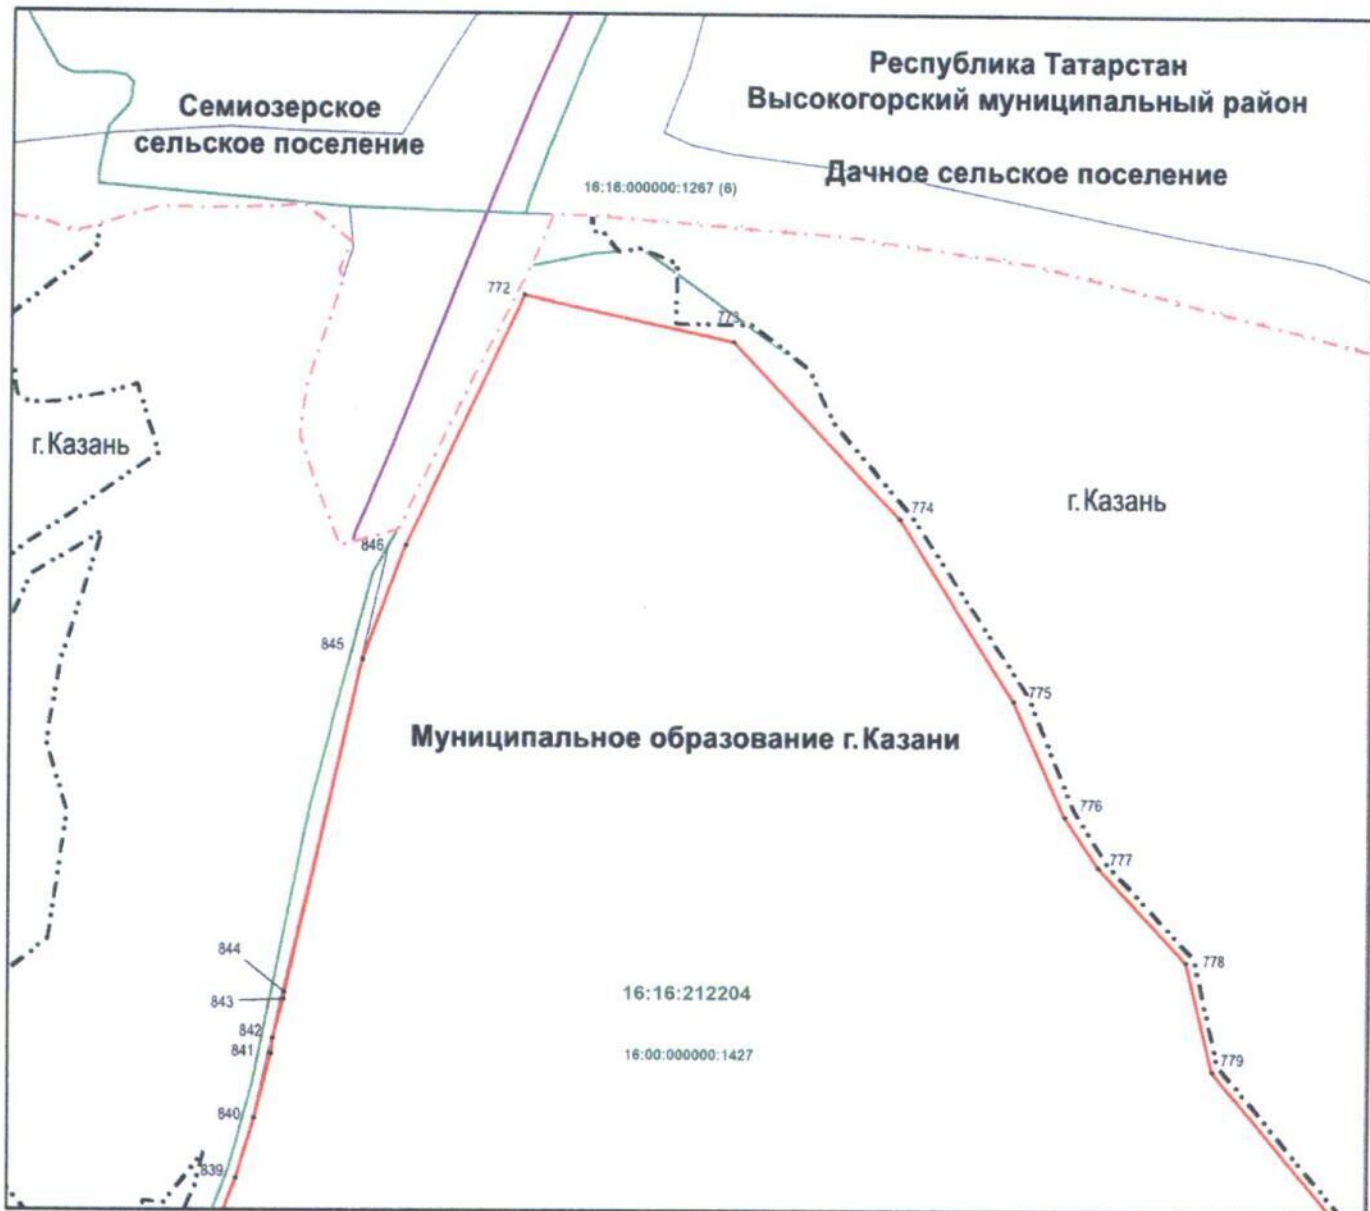 Республика Татарстан
Высокогорский муниципальный район
Семиозерское
сельское поселение
Дачное сельское поселение
16:16:000000:1267 (6)
772
773
г.Казань
г.Казань
774
846
845
775
Муниципальное образование г.Казани
776
777
844
778
843
16:16:212204
842
841
16:00:000000:1427
779
840
839